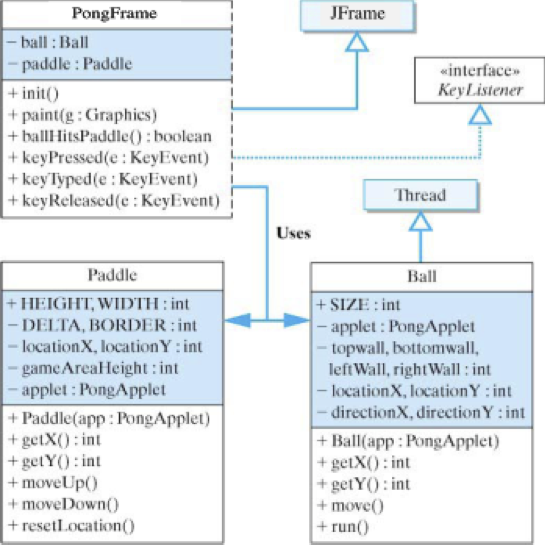 PongFrame
− ball : Ball
− paddle : Paddle
+ init()
+ paint(g : Graphics)
+ ballHitsPaddle() : boolean
+ keyPressed(e : KeyEvent)
+ keyTyped(e : KeyEvent)
+ keyReleased(e : KeyEvent)
JFrame
«interface»
KeyListener
Thread
Uses
Paddle
+ HEIGHT, WIDTH : int
− DELTA, BORDER : int
− locationX, locationY : int
− gameAreaHeight : int
− applet : PongApplet
+ Paddle(app : PongApplet)
+ getX() : int
+ getY() : int
+ moveUp()
+ moveDown()
+ resetLocation()
Ball
+ SIZE : int
− applet : PongApplet
− topwall, bottomwall,
leftWall, rightWall : int
− locationX, locationY : int
− directionX, directionY : int
+ Ball(app : PongApplet)
+ getX() : int
+ getY() : int
+ move()
+ run()